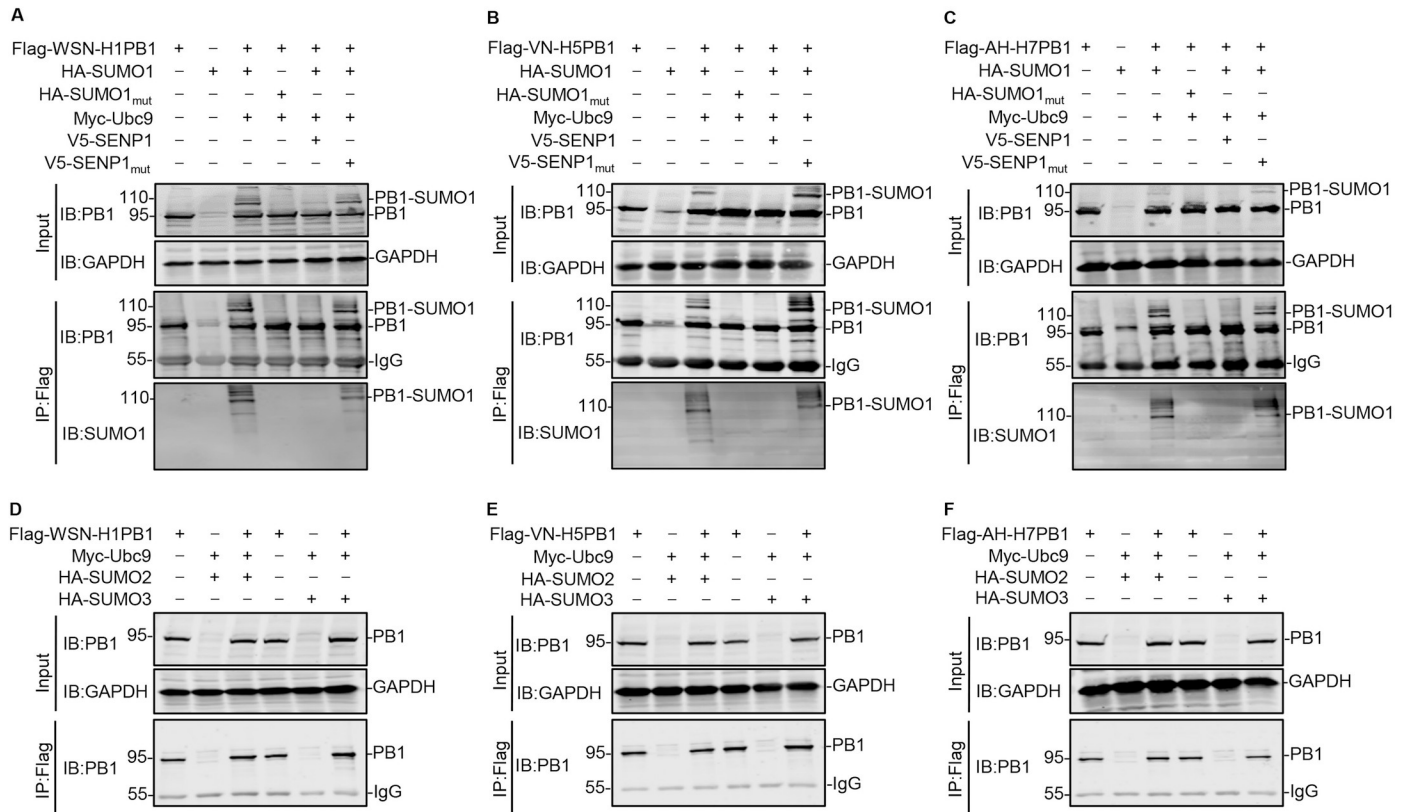 A
Flag-WSN-H1PB1 + – + + + +
HA-SUMO1 – + + – + +
HA-SUMO1mut – – – + – –
Myc-Ubc9 – – + + + +
V5-SENP1 – – – – + –
V5-SENP1mut – – – – – +
Input
IB:PB1
110
95
PB1-SUMO1
PB1
IB:GAPDH
GAPDH
IP:Flag
IB:PB1
110
95
55
PB1-SUMO1
PB1
IgG
IB:SUMO1
110
PB1-SUMO1
B
Flag-VN-H5PB1 + – + + + +
HA-SUMO1 – + + – + +
HA-SUMO1mut – – – + – –
Myc-Ubc9 – – + + + +
V5-SENP1 – – – – + –
V5-SENP1mut – – – – – +
Input
IB:PB1
110
95
PB1-SUMO1
PB1
IB:GAPDH
GAPDH
IP:Flag
IB:PB1
110
95
55
PB1-SUMO1
PB1
IgG
IB:SUMO1
110
PB1-SUMO1
C
Flag-AH-H7PB1 + – + + + +
HA-SUMO1 – + + – + +
HA-SUMO1mut – – – + – –
Myc-Ubc9 – – + + + +
V5-SENP1 – – – – + –
V5-SENP1mut – – – – – +
Input
IB:PB1
110
95
PB1-SUMO1
PB1
IB:GAPDH
GAPDH
IP:Flag
IB:PB1
110
95
55
PB1-SUMO1
PB1
IgG
IB:SUMO1
110
PB1-SUMO1
D
Flag-WSN-H1PB1 + – + + – +
Myc-Ubc9 – + + – + +
HA-SUMO2 – + + – – –
HA-SUMO3 – – – – + +
Input
IB:PB1
95
PB1
IB:GAPDH
GAPDH
IP:Flag
IB:PB1
95
55
PB1
IgG
E
Flag-VN-H5PB1 + – + + – +
Myc-Ubc9 – + + – + +
HA-SUMO2 – + + – – –
HA-SUMO3 – – – – + +
Input
IB:PB1
95
PB1
IB:GAPDH
GAPDH
IP:Flag
IB:PB1
95
55
PB1
IgG
F
Flag-AH-H7PB1 + – + + – +
Myc-Ubc9 – + + – + +
HA-SUMO2 – + + – – –
HA-SUMO3 – – – – + +
Input
IB:PB1
95
PB1
IB:GAPDH
GAPDH
IP:Flag
IB:PB1
95
55
PB1
IgG